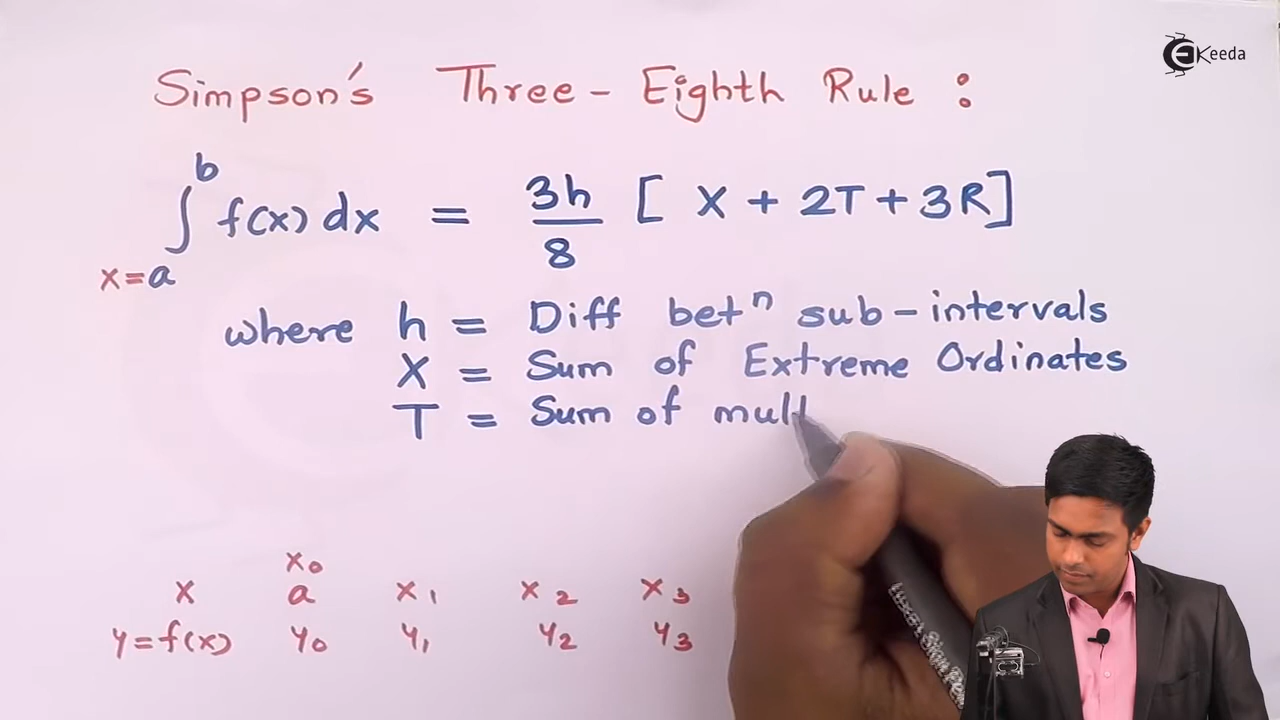 Ekeeda
Simpson's Three-Eighth Rule :
∫ₓ₌ₐᵇ f(x) dx = 3h/8 [ X + 2T + 3R ]
where h = Diff betⁿ sub-intervals
X = Sum of Extreme Ordinates
T = Sum of mult
x₀
x a x₁ x₂ x₃
y=f(x) y₀ y₁ y₂ y₃